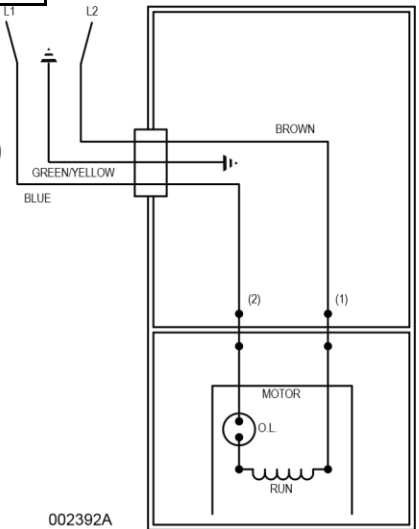 L1
L2
BROWN
GREEN/YELLOW
BLUE
(2)
(1)
MOTOR
O.L.
RUN
002392A